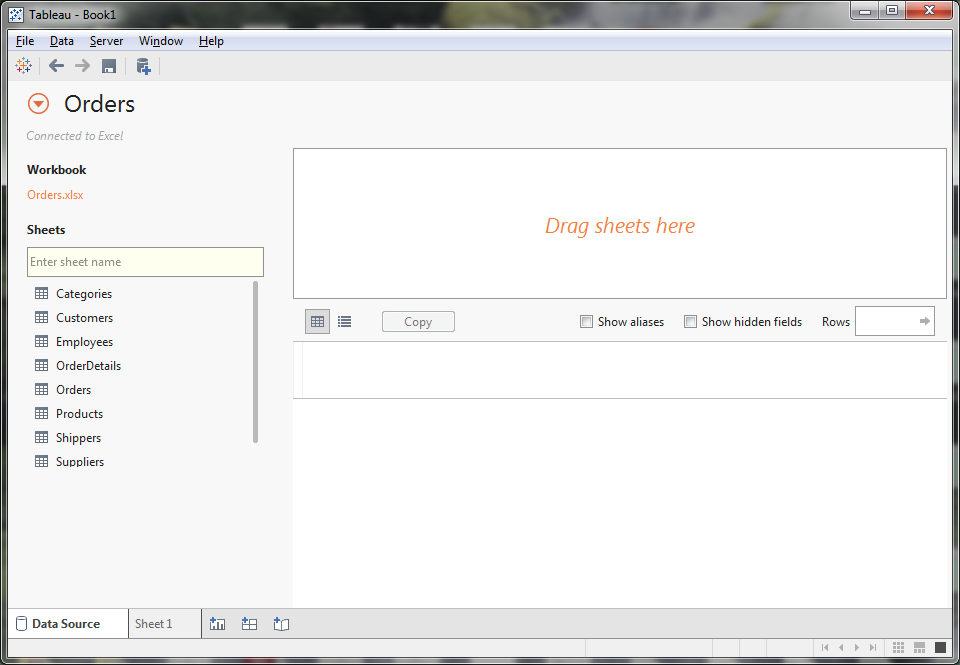 Tableau - Book1
File Data Server Window Help
Orders
Connected to Excel
Workbook
Orders.xlsx
Sheets
Enter sheet name
Categories
Customers
Employees
OrderDetails
Orders
Products
Shippers
Suppliers
Drag sheets here
Copy Show aliases Show hidden fields Rows
Data Source Sheet 1